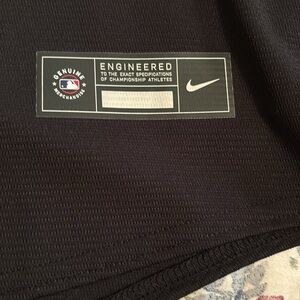 GENUINE
MERCHANDISE
ENGINEERED
TO THE EXACT SPECIFICATIONS
OF CHAMPIONSHIP ATHLETES